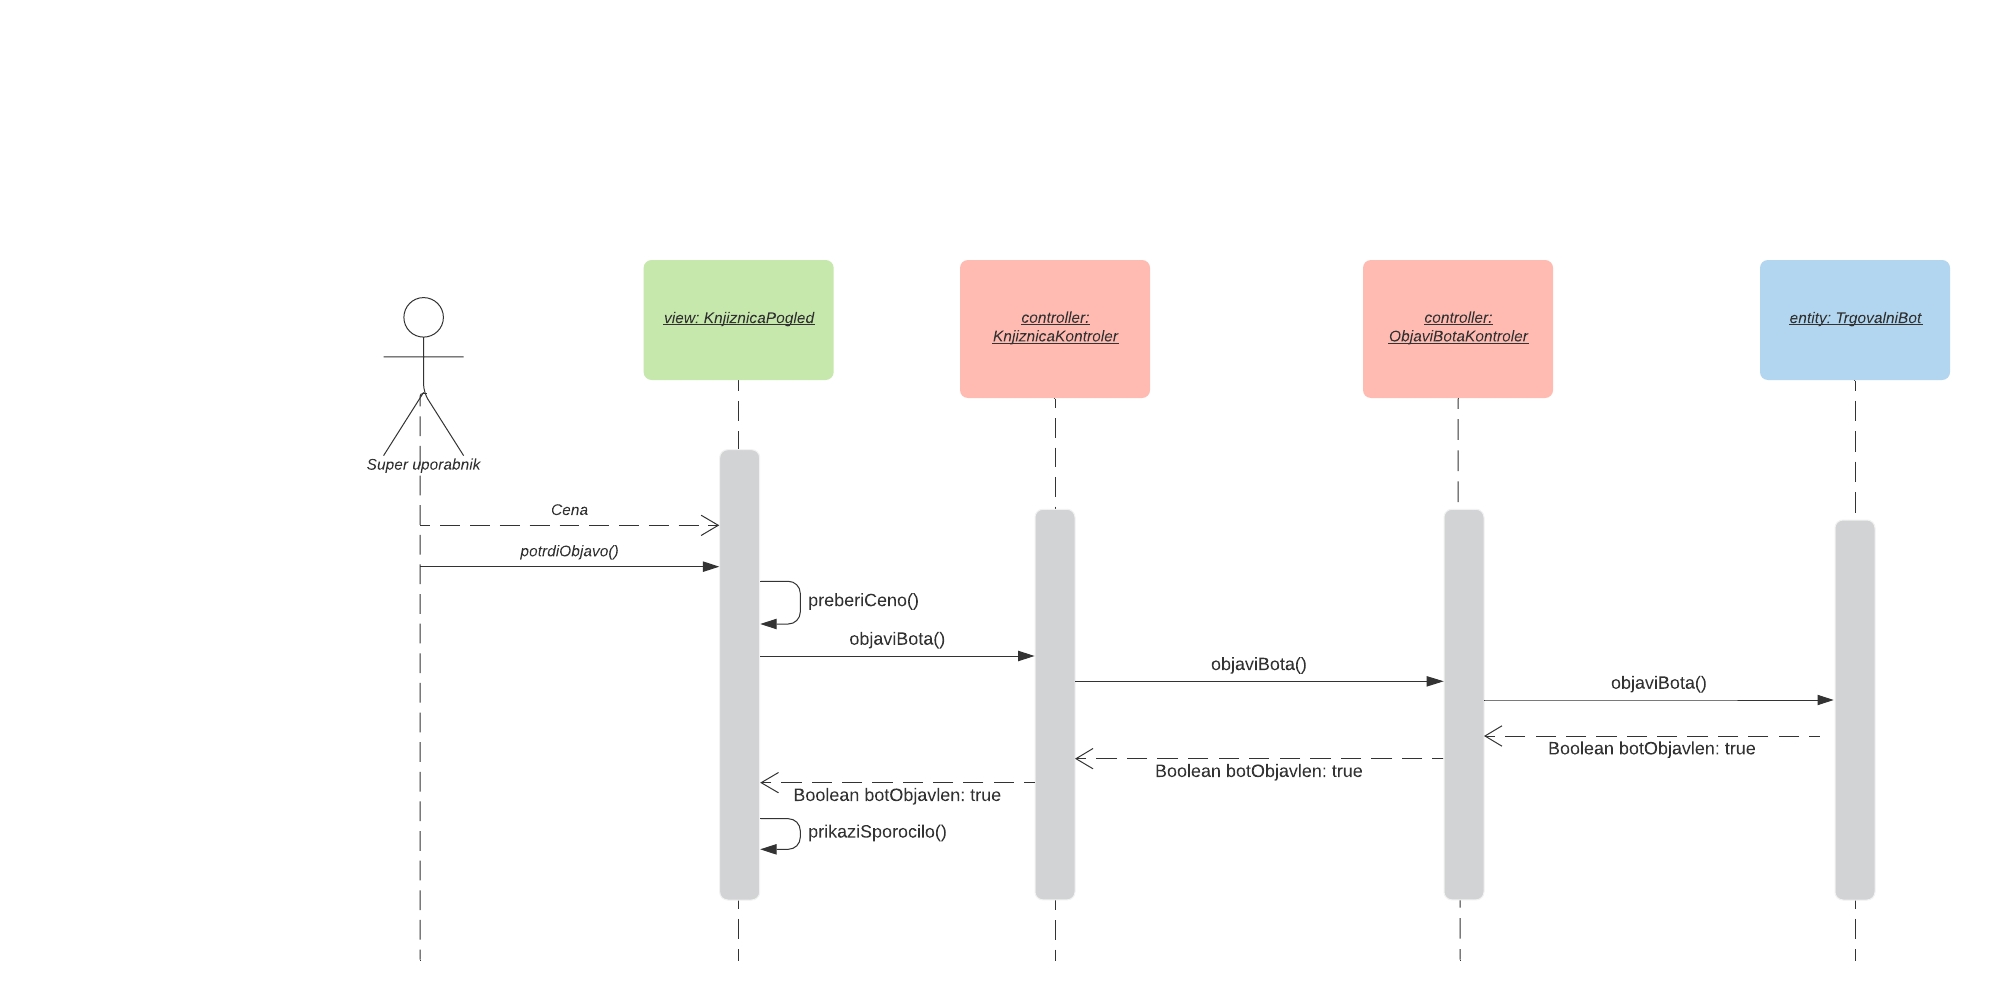 view: KnjiznicaPogled
controller:
KnjiznicaKontroler
controller:
ObjaviBotaKontroler
entity: TrgovalniBot
Super uporabnik
Cena
potrdiObjavo()
preberiCeno()
objaviBota()
objaviBota()
objaviBota()
Boolean botObjavlen: true
Boolean botObjavlen: true
Boolean botObjavlen: true
prikaziSporocilo()